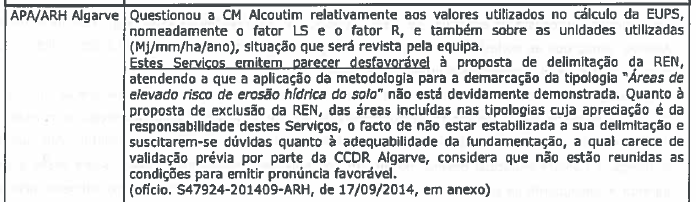 APA/ARH Algarve Questionou a CM Alcoutim relativamente aos valores utilizados no cálculo da EUPS,
nomeadamente o fator LS e o fator R, e também sobre as unidades utilizadas
(Mj/mm/ha/ano), situação que será revista pela equipa.
Estes Serviços emitem parecer desfavorável à proposta de delimitação da REN,
atendendo a que a aplicação da metodologia para a demarcação da tipologia "Áreas de
elevado risco de erosão hídrica do solo" não está devidamente demonstrada. Quanto à
proposta de exclusão da REN, das áreas incluídas nas tipologias cuja apreciação é da
responsabilidade destes Serviços, o facto de não estar estabilizada a sua delimitação e
suscitarem-se dúvidas quanto à adequabilidade da fundamentação, a qual carece de
validação prévia por parte da CCDR Algarve, considera que não estão reunidas as
condições para emitir pronúncia favorável.
(ofício. S47924-201409-ARH, de 17/09/2014, em anexo)